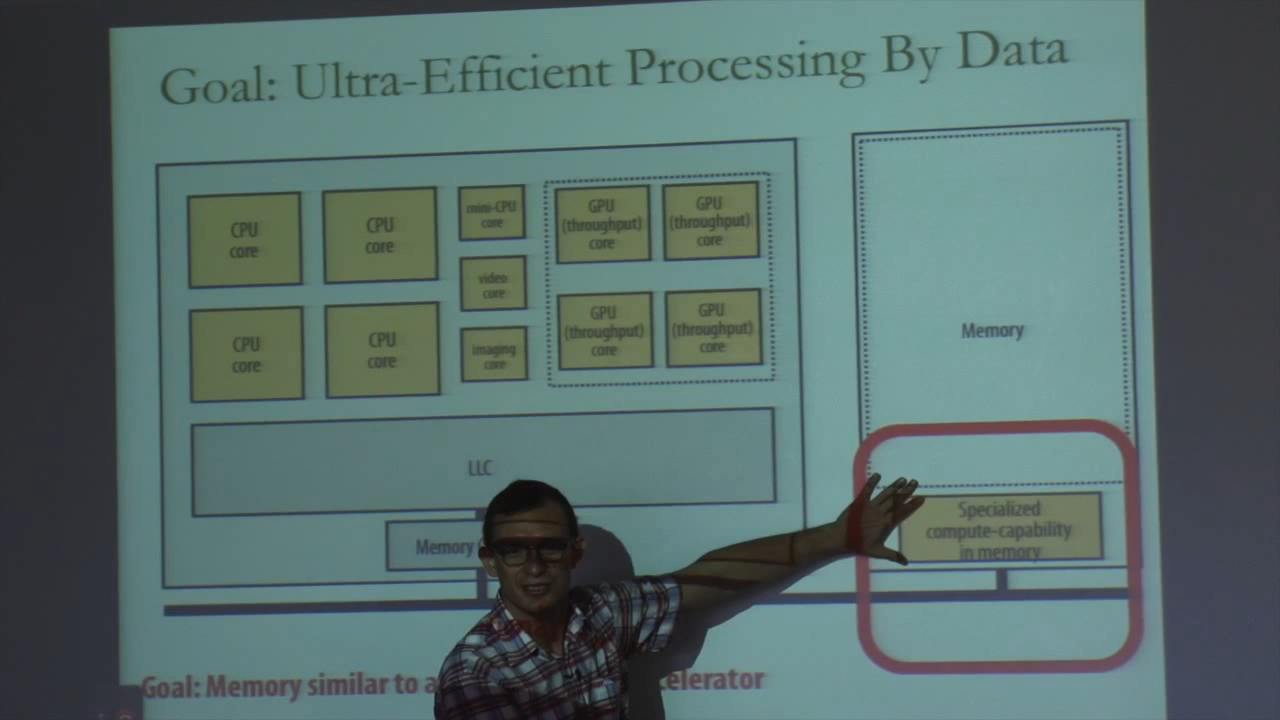 Goal: Ultra-Efficient Processing By Data
CPU
core
CPU
core
mini-CPU
core
GPU
(throughput)
core
GPU
(throughput)
core
video
core
CPU
core
CPU
core
imaging
core
GPU
(throughput)
core
GPU
(throughput)
core
Memory
LLC
Specialized
compute-capability
in memory
Memory
Goal: Memory similar to a